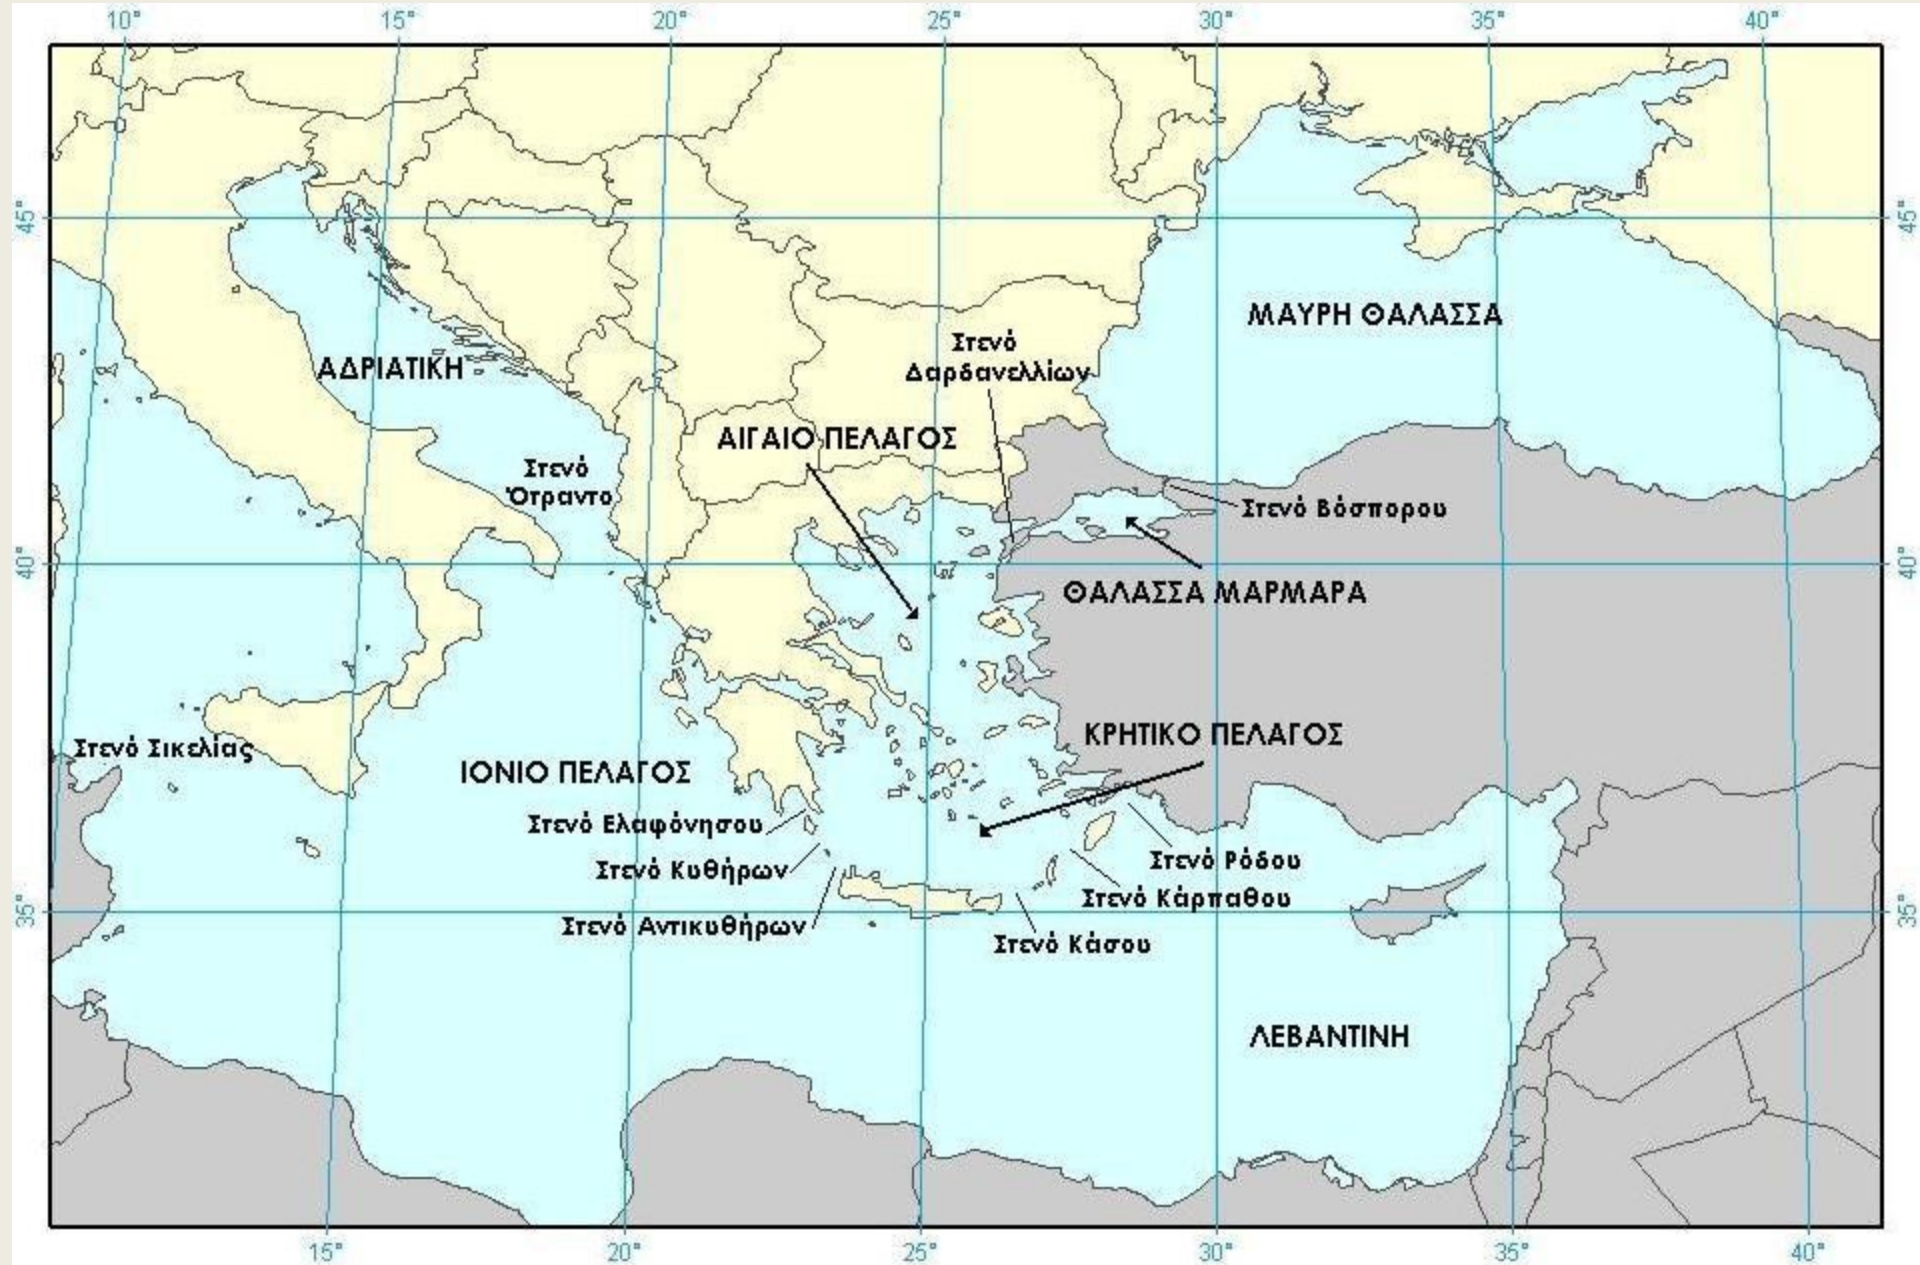 10° 15° 20° 25° 30° 35° 40°
45° 45°
ΜΑΥΡΗ ΘΑΛΑΣΣΑ
Στενό
Δαρδανελλίων
ΑΔΡΙΑΤΙΚΗ
ΑΙΓΑΙΟ ΠΕΛΑΓΟΣ
Στενό
Ότραντο
Στενό Βόσπορου
40° 40°
ΘΑΛΑΣΣΑ ΜΑΡΜΑΡΑ
ΚΡΗΤΙΚΟ ΠΕΛΑΓΟΣ
Στενό Σικελίας
ΙΟΝΙΟ ΠΕΛΑΓΟΣ
Στενό Ελαφόνησου
Στενό Κυθήρων
Στενό Ρόδου
Στενό Κάρπαθου
35° 35°
Στενό Αντικυθήρων
Στενό Κάσου
ΛΕΒΑΝΤΙΝΗ
15° 20° 25° 30° 35° 40°